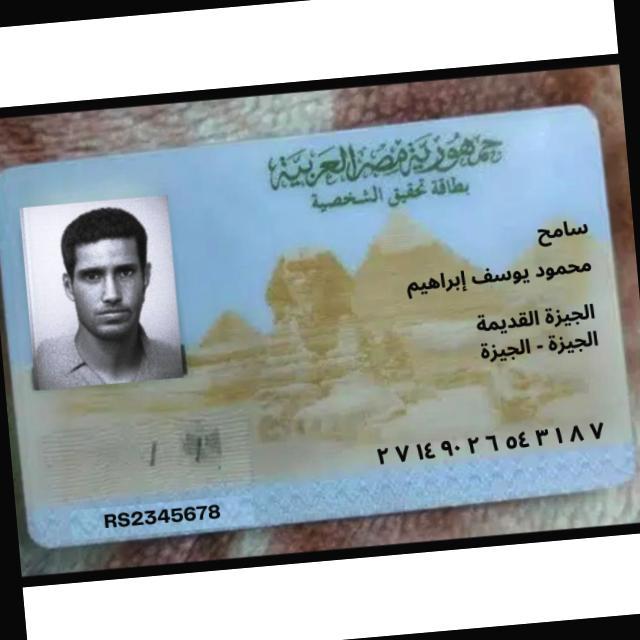 جمهورية مصر العربية
بطاقة تحقيق الشخصية
سامح
محمود يوسف إبراهيم
الجيزة القديمة
الجيزة - الجيزة
٢٧١٤٩٠٢٦٥٤٣١٨٧
RS2345678